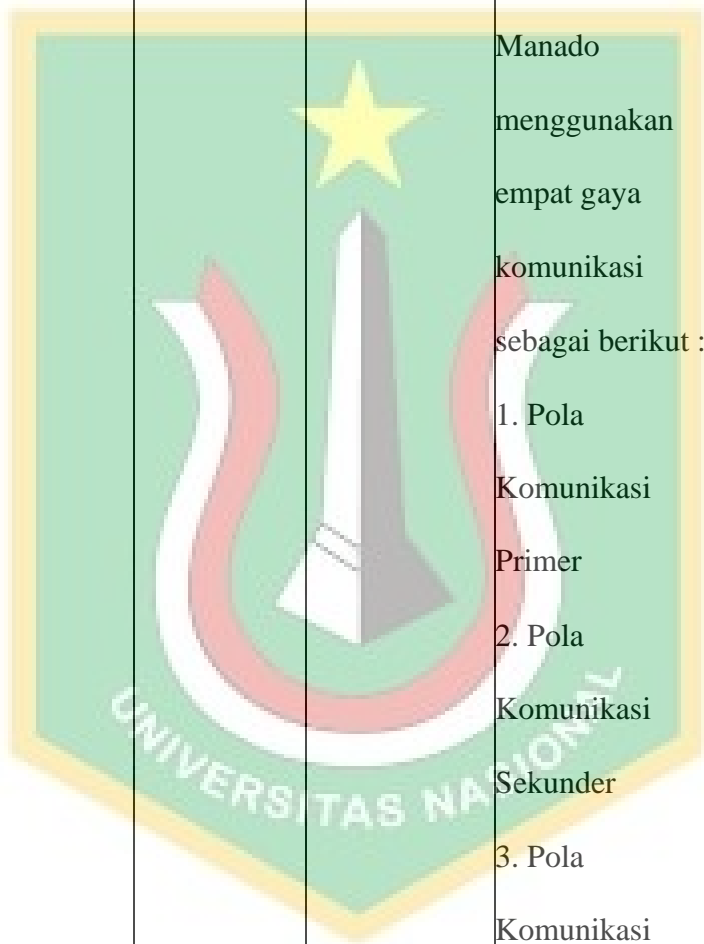 Manado
menggunakan
empat gaya
komunikasi
sebagai berikut :
1. Pola
Komunikasi
Primer
2. Pola
Komunikasi
Sekunder
3. Pola
Komunikasi
UNIVERSITAS NASIONAL